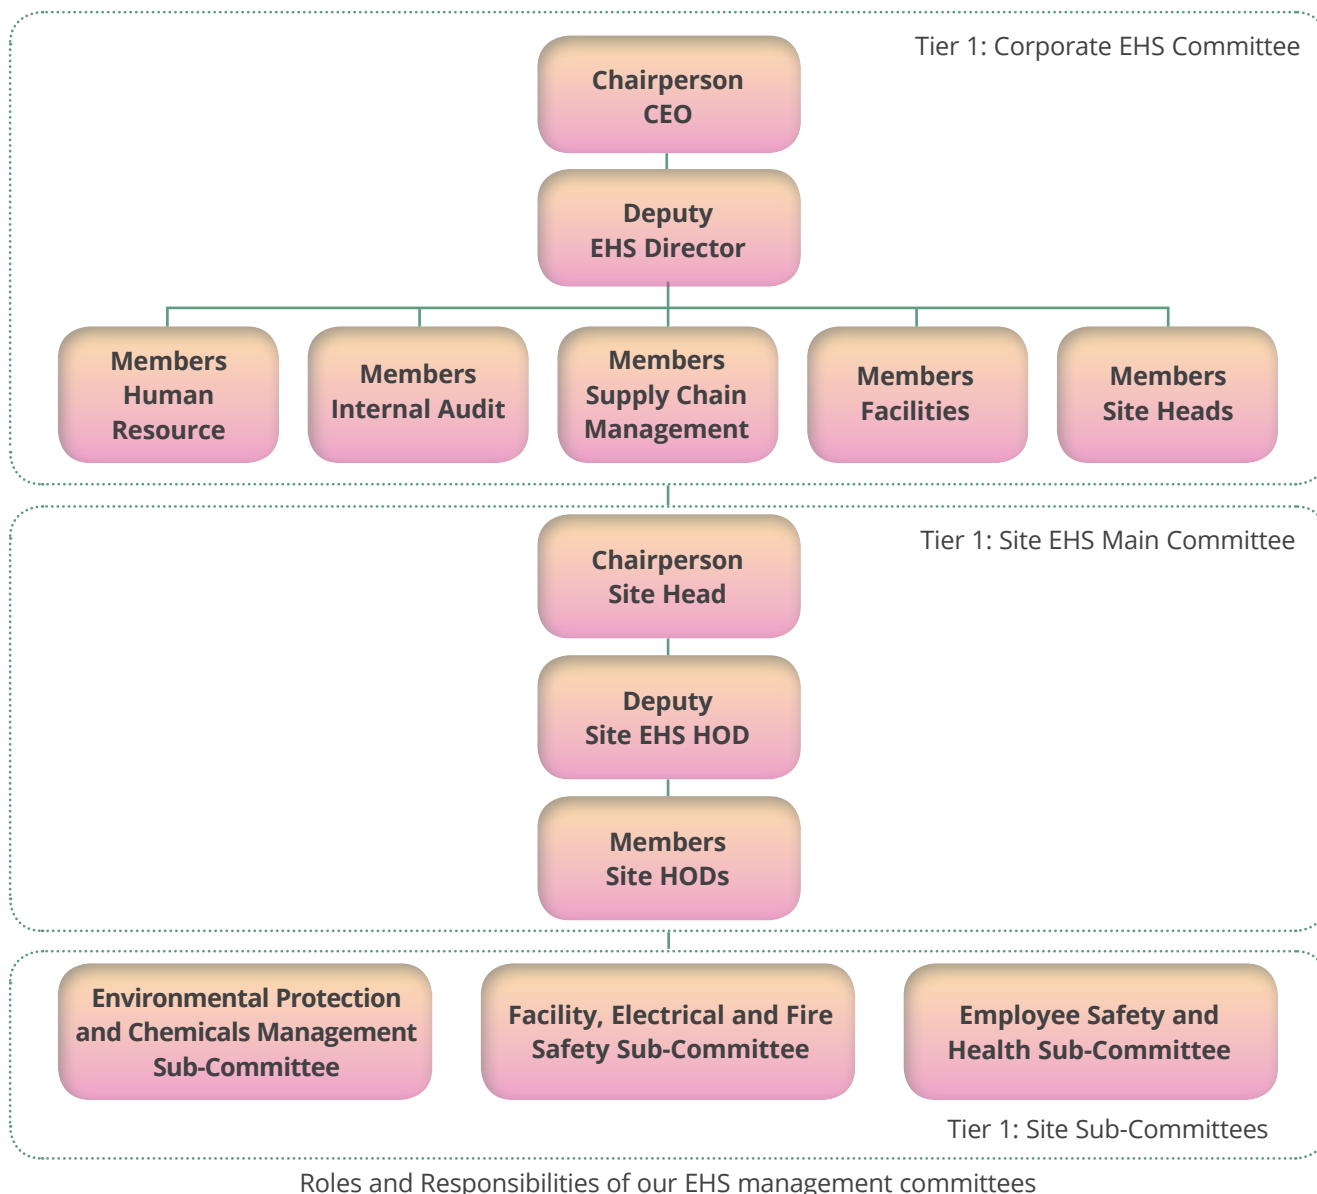 Tier 1: Corporate EHS Committee
Chairperson
CEO
Deputy
EHS Director
Members
Human
Resource
Members
Internal Audit
Members
Supply Chain
Management
Members
Facilities
Members
Site Heads
Tier 1: Site EHS Main Committee
Chairperson
Site Head
Deputy
Site EHS HOD
Members
Site HODs
Environmental Protection
and Chemicals Management
Sub-Committee
Facility, Electrical and Fire
Safety Sub-Committee
Employee Safety and
Health Sub-Committee
Tier 1: Site Sub-Committees
Roles and Responsibilities of our EHS management committees